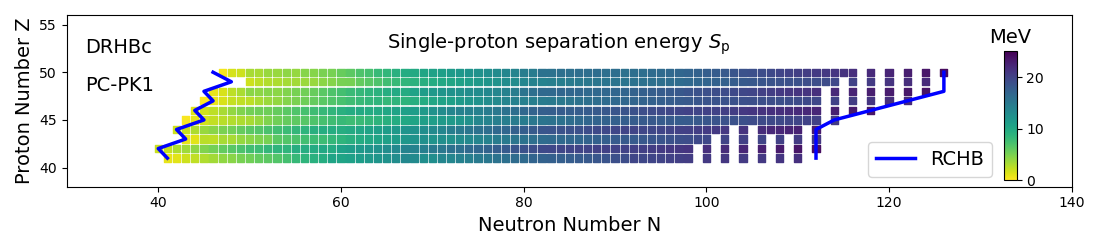 DRHBc
PC-PK1
Single-proton separation energy Sp
MeV
20
10
0
RCHB
Proton Number Z
55
50
45
40
40 60 80 100 120 140
Neutron Number N